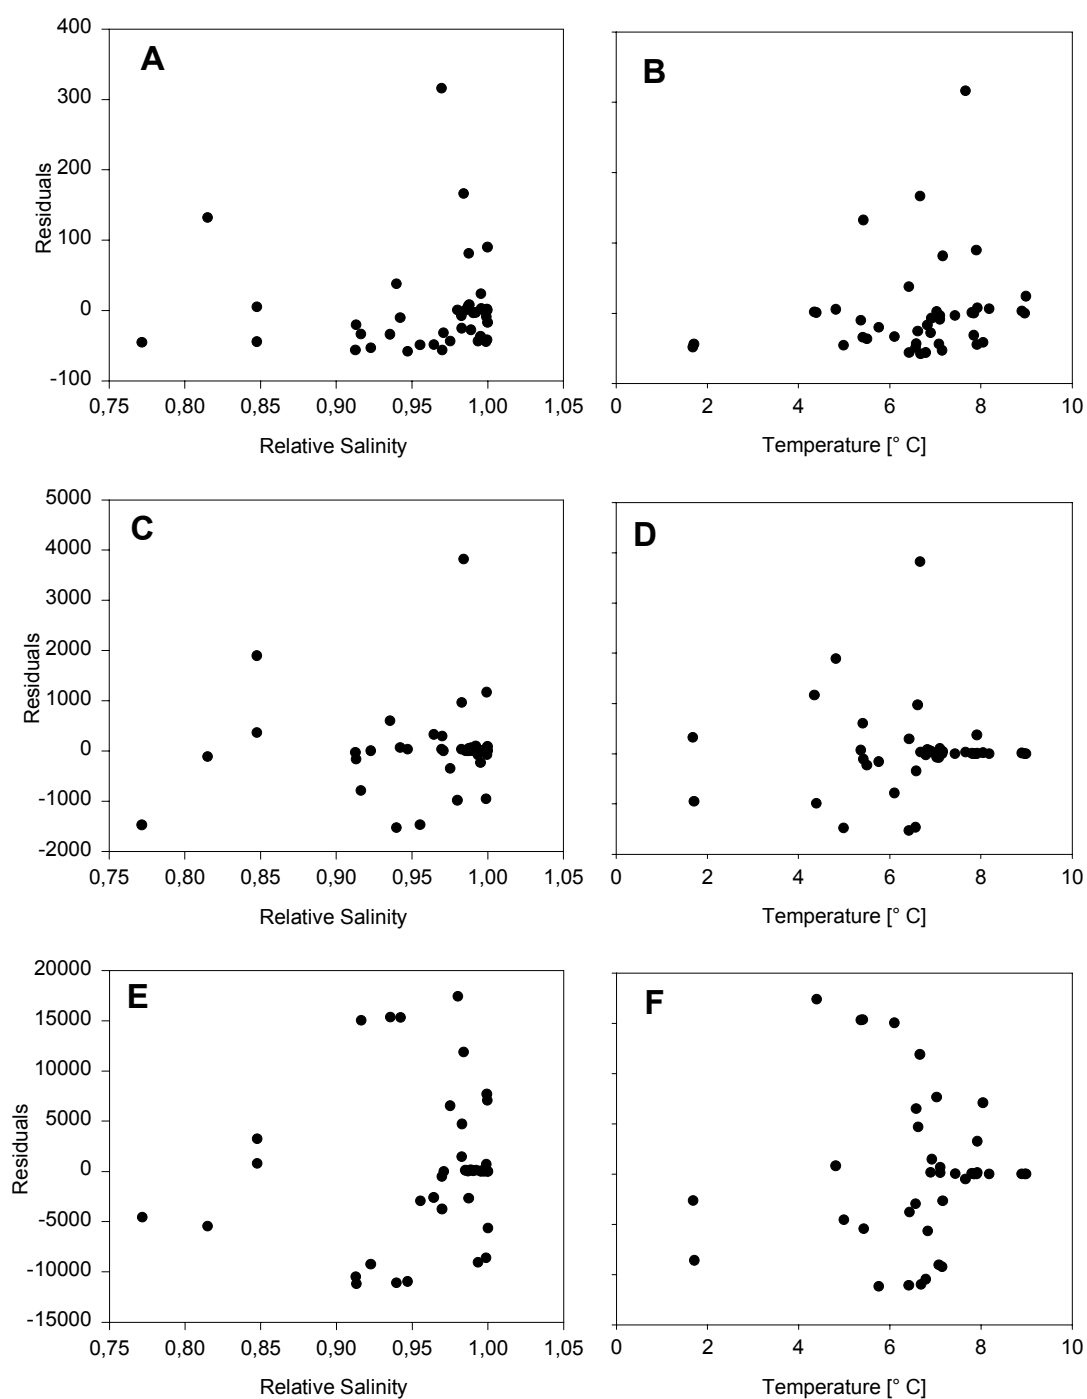 A
B
400
300
200
100
0
-100
Residuals
0,75 0,80 0,85 0,90 0,95 1,00 1,05
0 2 4 6 8 10
Relative Salinity
Temperature [° C]
C
D
5000
4000
3000
2000
1000
0
-1000
-2000
Residuals
0,75 0,80 0,85 0,90 0,95 1,00 1,05
0 2 4 6 8 10
Relative Salinity
Temperature [° C]
E
F
20000
15000
10000
5000
0
-5000
-10000
-15000
Residuals
0,75 0,80 0,85 0,90 0,95 1,00 1,05
0 2 4 6 8 10
Relative Salinity
Temperature [° C]